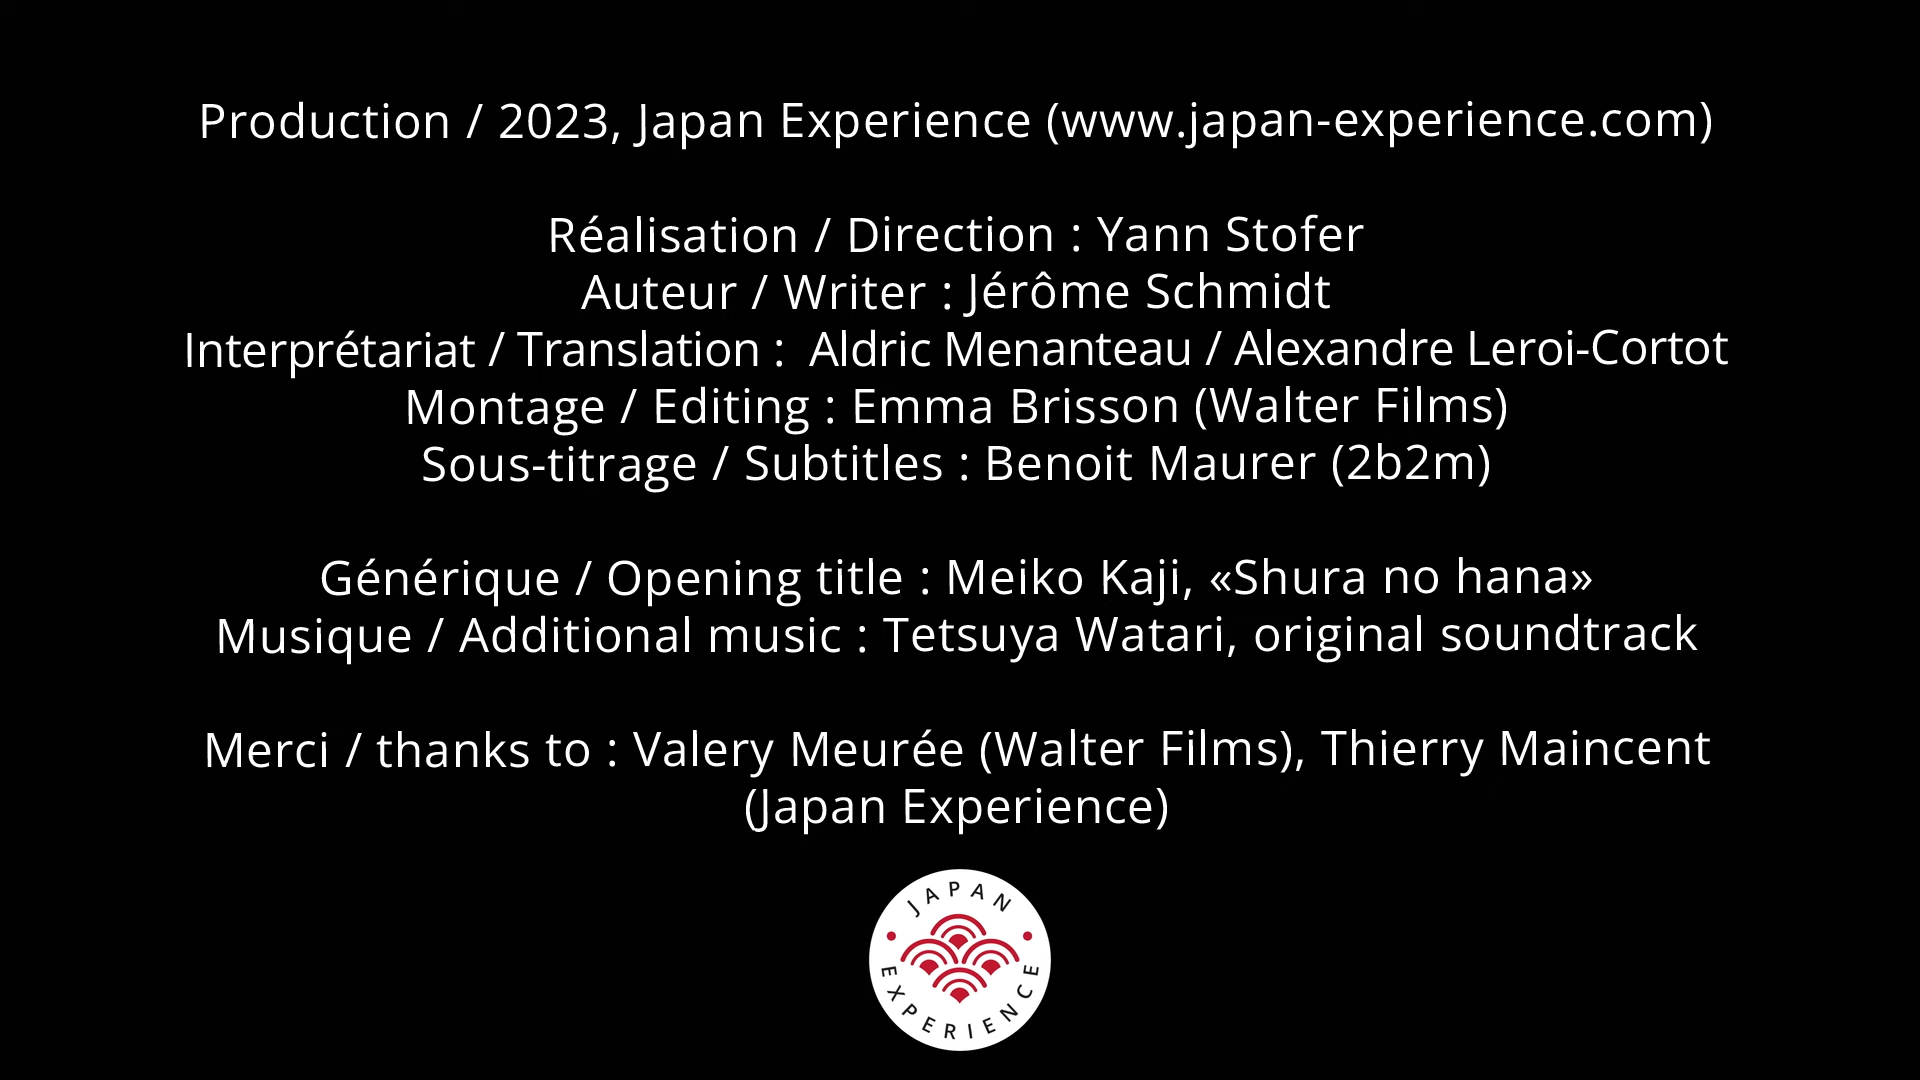 Production / 2023, Japan Experience (www.japan-experience.com)
Réalisation / Direction : Yann Stofer
Auteur / Writer : Jérôme Schmidt
Interprétariat / Translation :  Aldric Menanteau / Alexandre Leroi-Cortot
Montage / Editing : Emma Brisson (Walter Films)
Sous-titrage / Subtitles : Benoit Maurer (2b2m)
Générique / Opening title : Meiko Kaji, «Shura no hana»
Musique / Additional music : Tetsuya Watari, original soundtrack
Merci / thanks to : Valery Meurée (Walter Films), Thierry Maincent
(Japan Experience)
JAPAN
EXPERIENCE